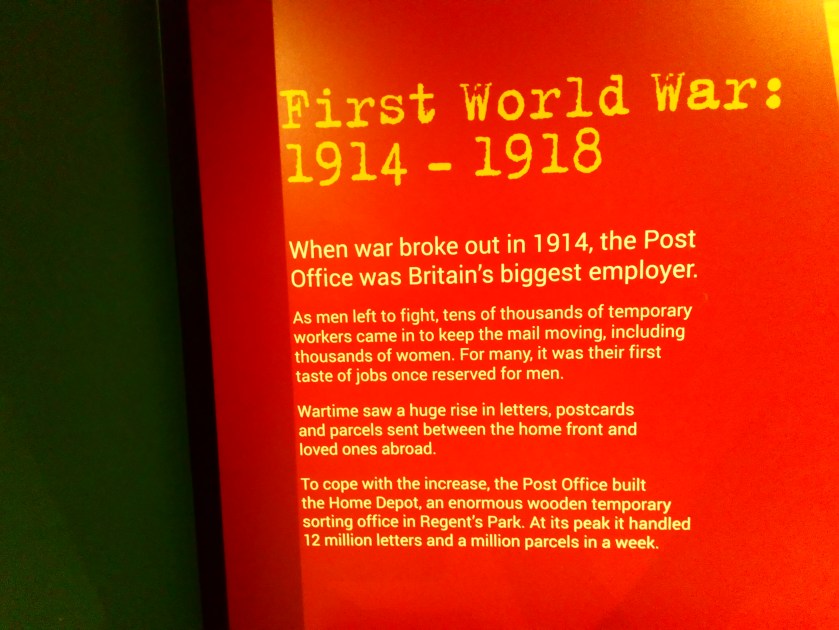 First World War:
1914 – 1918
When war broke out in 1914, the Post
Office was Britain's biggest employer.
As men left to fight, tens of thousands of temporary
workers came in to keep the mail moving, including
thousands of women. For many, it was their first
taste of jobs once reserved for men.
Wartime saw a huge rise in letters, postcards
and parcels sent between the home front and
loved ones abroad.
To cope with the increase, the Post Office built
the Home Depot, an enormous wooden temporary
sorting office in Regent's Park. At its peak it handled
12 million letters and a million parcels in a week.